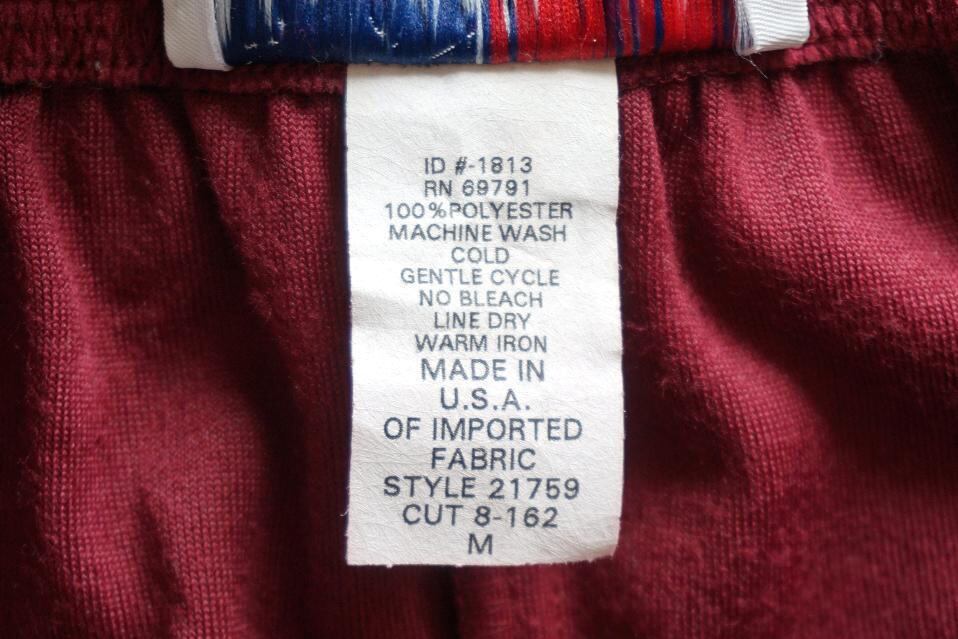 ID #-1813
RN 69791
100%POLYESTER
MACHINE WASH
COLD
GENTLE CYCLE
NO BLEACH
LINE DRY
WARM IRON
MADE IN
U.S.A.
OF IMPORTED
FABRIC
STYLE 21759
CUT 8-162
M